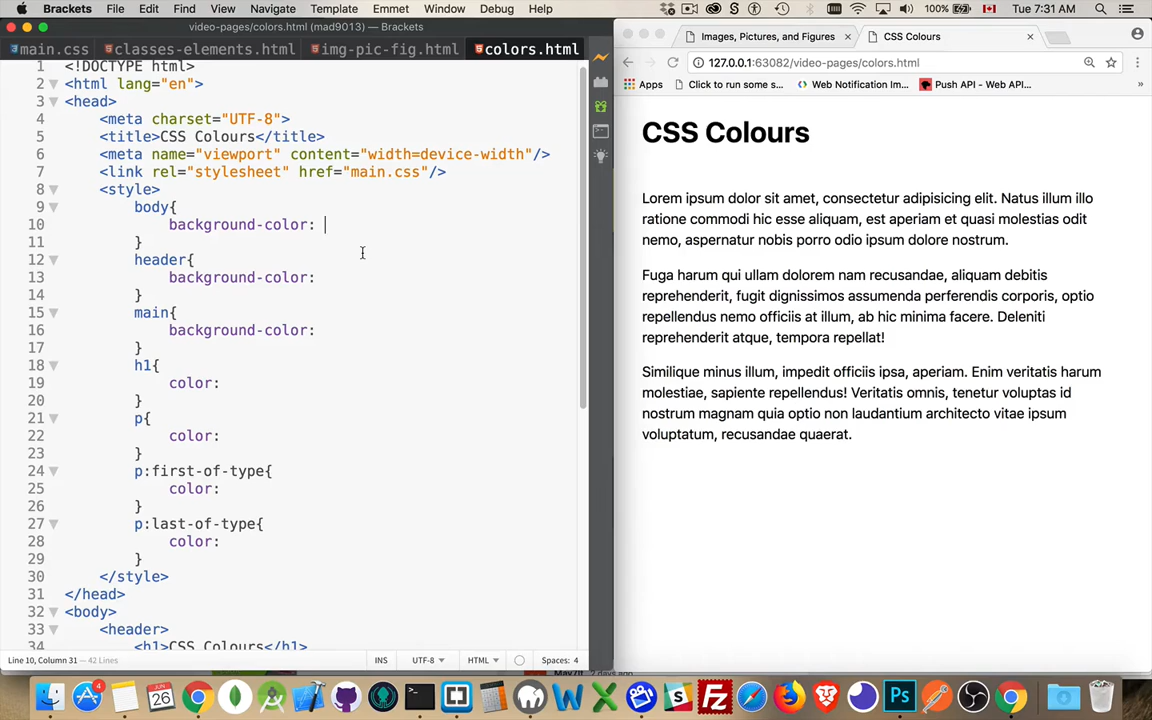 Brackets File Edit Find View Navigate Template Emmet Window Debug Help 100% Tue 7:31 AM
video-pages/colors.html (mad9013) — Brackets
main.css classes-elements.html img-pic-fig.html colors.html
1 <!DOCTYPE html>
2 <html lang="en">
3 <head>
4 <meta charset="UTF-8">
5 <title>CSS Colours</title>
6 <meta name="viewport" content="width=device-width"/>
7 <link rel="stylesheet" href="main.css"/>
8 <style>
9 body{
10 background-color:
11 }
12 header{
13 background-color:
14 }
15 main{
16 background-color:
17 }
18 h1{
19 color:
20 }
21 p{
22 color:
23 }
24 p:first-of-type{
25 color:
26 }
27 p:last-of-type{
28 color:
29 }
30 </style>
31 </head>
32 <body>
33 <header>
34 <h1>CSS Colours</h1>
Line 10, Column 31 — 42 Lines INS UTF-8 HTML Spaces: 4
Images, Pictures, and Figures CSS Colours
127.0.0.1:63082/video-pages/colors.html
Apps Click to run some s... Web Notification Im... Push API - Web API... »
CSS Colours
Lorem ipsum dolor sit amet, consectetur adipisicing elit. Natus illum illo
ratione commodi hic esse aliquam, est aperiam et quasi molestias odit
nemo, aspernatur nobis porro odio ipsum dolore nostrum.
Fuga harum qui ullam dolorem nam recusandae, aliquam debitis
reprehenderit, fugit dignissimos assumenda perferendis corporis, optio
repellendus nemo officiis at illum, ab hic minima facere. Deleniti
reprehenderit atque, tempora repellat!
Similique minus illum, impedit officiis ipsa, aperiam. Enim veritatis harum
molestiae, sapiente repellendus! Veritatis omnis, tenetur voluptas id
nostrum magnam quia optio non laudantium architecto vitae ipsum
voluptatum, recusandae quaerat.